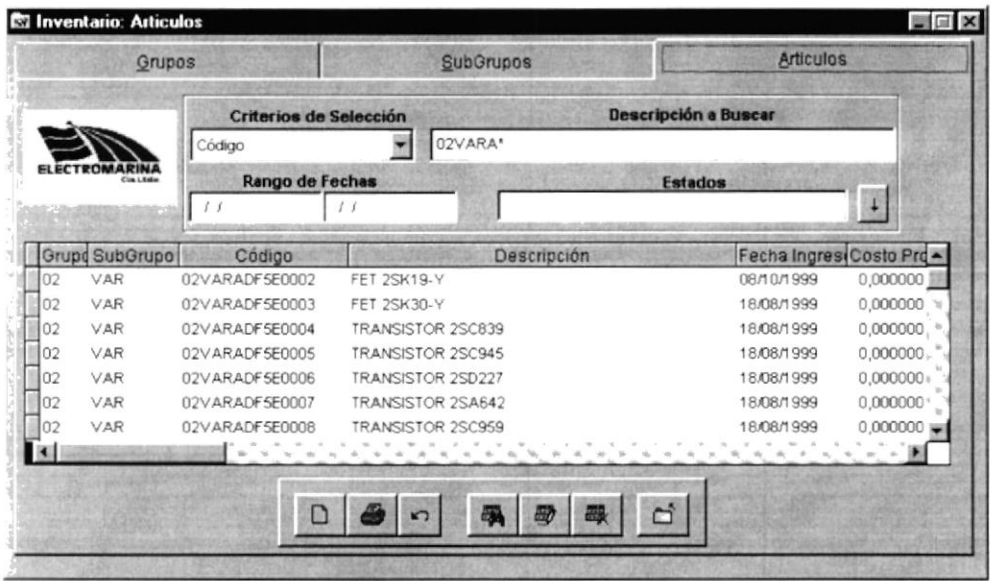 Inventario: Articulos
Grupos SubGrupos Articulos
ELECTROMARINA
Cia. Ltda.
Criterios de Selección Descripción a Buscar
Código 02VARA*
Rango de Fechas Estados
/ / / /
Grupo SubGrupo Código Descripción Fecha Ingres Costo Pro
02 VAR 02VARADF5E0002 FET 2SK19-Y 08/10/1999 0,000000
02 VAR 02VARADF5E0003 FET 2SK30-Y 18/08/1999 0,000000
02 VAR 02VARADF5E0004 TRANSISTOR 2SC839 18/08/1999 0,000000
02 VAR 02VARADF5E0005 TRANSISTOR 2SC945 18/08/1999 0,000000
02 VAR 02VARADF5E0006 TRANSISTOR 2SD227 18/08/1999 0,000000
02 VAR 02VARADF5E0007 TRANSISTOR 2SA642 18/08/1999 0,000000
02 VAR 02VARADF5E0008 TRANSISTOR 2SC959 18/08/1999 0,000000